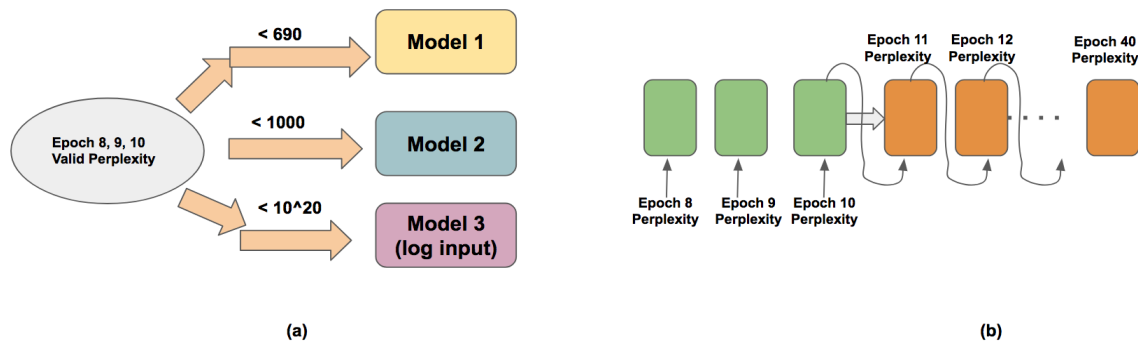 < 690
Model 1
Epoch 8, 9, 10
Valid Perplexity
< 1000
Model 2
< 10^20
Model 3
(log input)
(a)
Epoch 11
Perplexity
Epoch 12
Perplexity
Epoch 40
Perplexity
Epoch 8
Perplexity
Epoch 9
Perplexity
Epoch 10
Perplexity
(b)